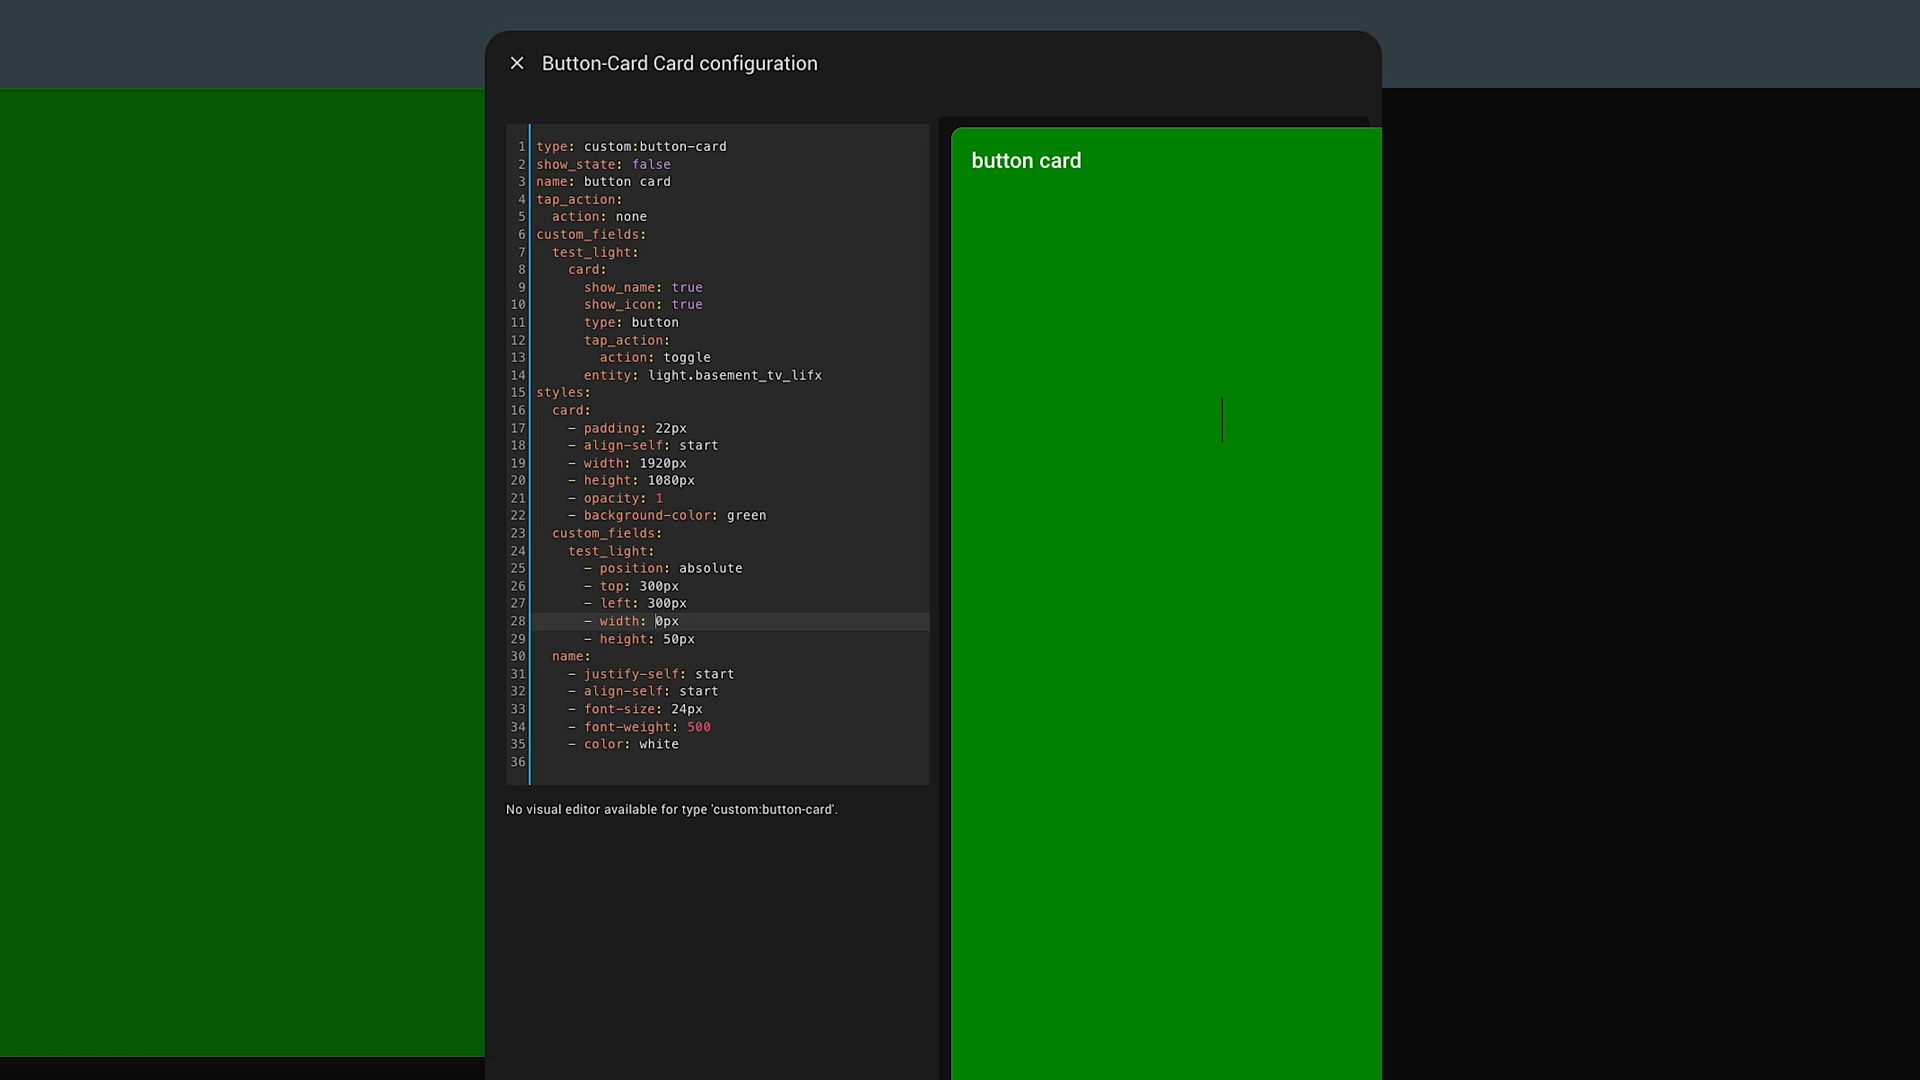 Button-Card Card configuration
1 type: custom:button-card
2 show_state: false
3 name: button card
4 tap_action:
5   action: none
6 custom_fields:
7   test_light:
8     card:
9       show_name: true
10       show_icon: true
11       type: button
12       tap_action:
13         action: toggle
14       entity: light.basement_tv_lifx
15 styles:
16   card:
17     - padding: 22px
18     - align-self: start
19     - width: 1920px
20     - height: 1080px
21     - opacity: 1
22     - background-color: green
23   custom_fields:
24     test_light:
25       - position: absolute
26       - top: 300px
27       - left: 300px
28       - width: 0px
29       - height: 50px
30   name:
31     - justify-self: start
32     - align-self: start
33     - font-size: 24px
34     - font-weight: 500
35     - color: white
36
No visual editor available for type 'custom:button-card'.
button card